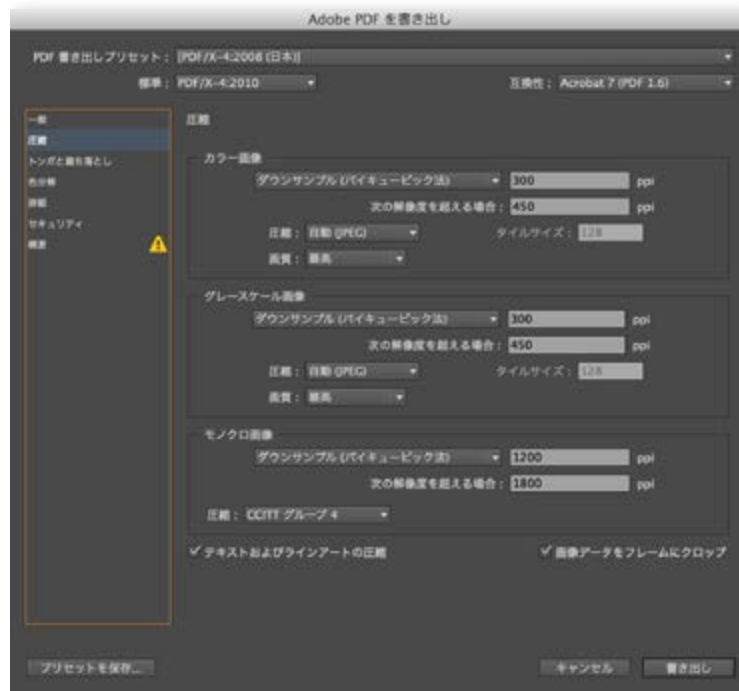 Adobe PDF を書き出し
PDF 書き出しプリセット： [PDF/X-4:2008 (日本)]
標準： PDF/X-4:2010 互換性： Acrobat 7 (PDF 1.6)
一般
圧縮
トンボと裁ち落とし
色分解
詳細
セキュリティ
概要
圧縮
カラー画像
ダウンサンプル (バイキュービック法) 300 ppi
次の解像度を超える場合： 450 ppi
圧縮： 自動 (JPEG) タイルサイズ： 128
画質： 最高
グレースケール画像
ダウンサンプル (バイキュービック法) 300 ppi
次の解像度を超える場合： 450 ppi
圧縮： 自動 (JPEG) タイルサイズ： 128
画質： 最高
モノクロ画像
ダウンサンプル (バイキュービック法) 1200 ppi
次の解像度を超える場合： 1800 ppi
圧縮： CCITT グループ 4
テキストおよびラインアートの圧縮 画像データをフレームにクロップ
プリセットを保存... キャンセル 書き出し